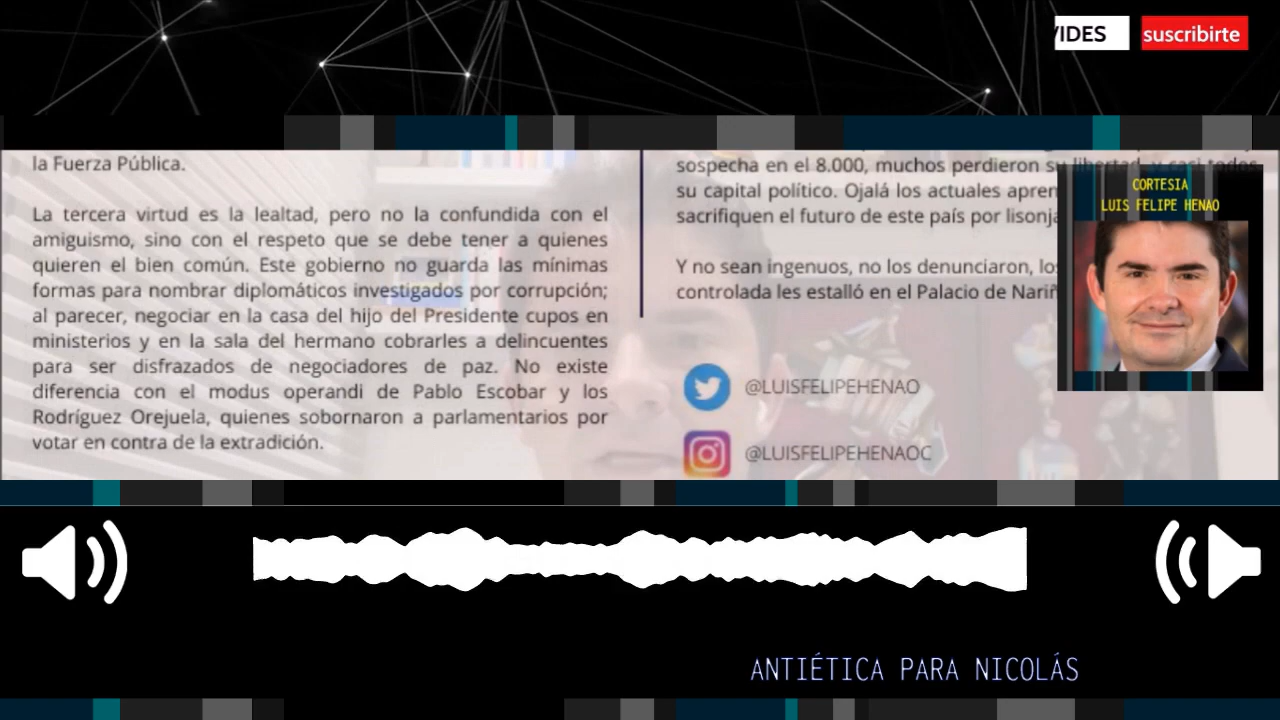 VIDES
suscribirte
la Fuerza Pública.
La tercera virtud es la lealtad, pero no la confundida con el
amiguismo, sino con el respeto que se debe tener a quienes
quieren el bien común. Este gobierno no guarda las mínimas
formas para nombrar diplomáticos investigados por corrupción;
al parecer, negociar en la casa del hijo del Presidente cupos en
ministerios y en la sala del hermano cobrarles a delincuentes
para ser disfrazados de negociadores de paz. No existe
diferencia con el modus operandi de Pablo Escobar y los
Rodríguez Orejuela, quienes sobornaron a parlamentarios por
votar en contra de la extradición.
sospecha en el 8.000, muchos perdieron su libertad, y casi todos
su capital político. Ojalá los actuales apren
sacrifiquen el futuro de este país por lisonja
Y no sean ingenuos, no los denunciaron, los
controlada les estalló en el Palacio de Nariñ
@LUISFELIPEHENAO
@LUISFELIPEHENAOC
CORTESIA
LUIS FELIPE HENAO
ANTIÉTICA PARA NICOLÁS